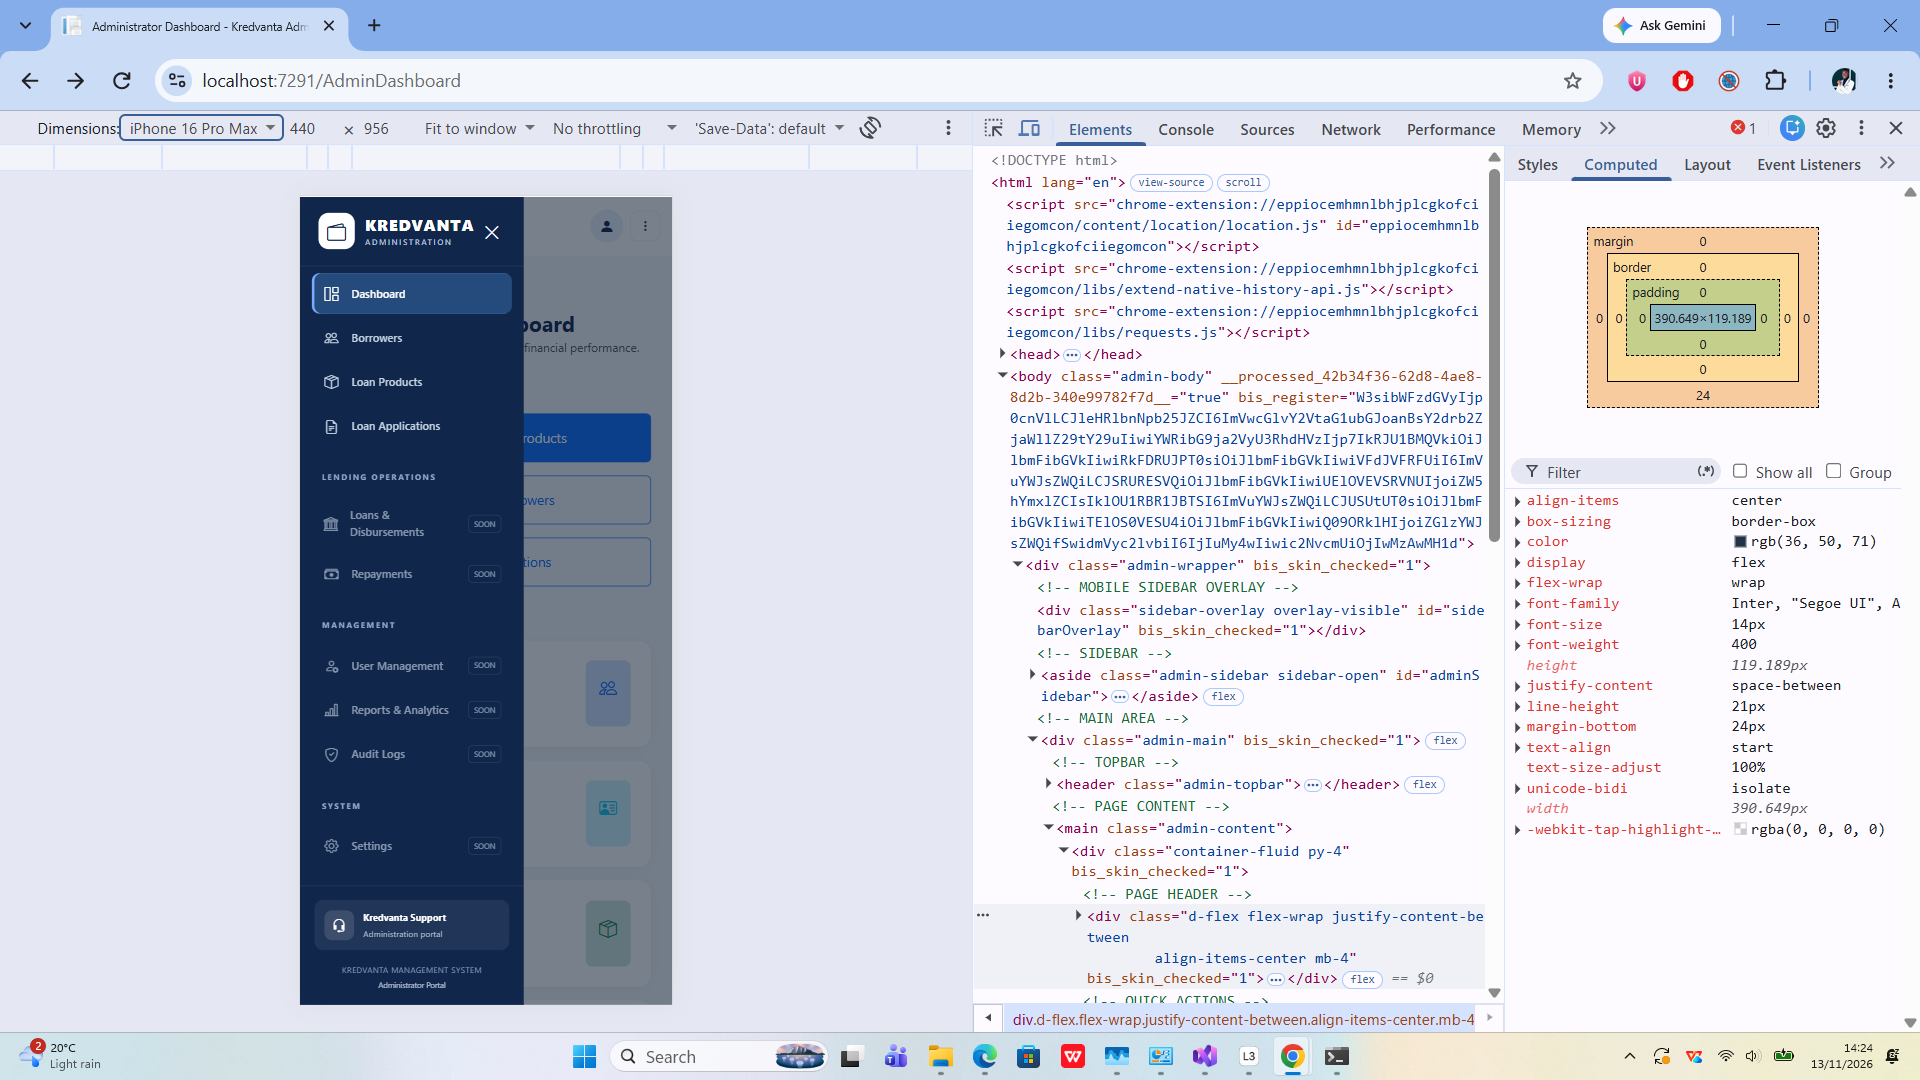 Administrator Dashboard - Kredvanta Adm
Ask Gemini
localhost:7291/AdminDashboard
Dimensions: iPhone 16 Pro Max 440 × 956 Fit to window No throttling 'Save-Data': default
KREDVANTA
ADMINISTRATION
Dashboard
Borrowers
Loan Products
Loan Applications
LENDING OPERATIONS
Loans &
Disbursements SOON
Repayments SOON
MANAGEMENT
User Management SOON
Reports & Analytics SOON
Audit Logs SOON
SYSTEM
Settings SOON
Kredvanta Support
Administration portal
KREDVANTA MANAGEMENT SYSTEM
Administrator Portal
board
financial performance.
roducts
owers
tions
Elements Console Sources Network Performance Memory 1
<!DOCTYPE html>
<html lang="en"> view-source scroll
<script src="chrome-extension://eppiocemhmnlbhjplcgkofci
iegomcon/content/location/location.js" id="eppiocemhmnlb
hjplcgkofciiegomcon"></script>
<script src="chrome-extension://eppiocemhmnlbhjplcgkofci
iegomcon/libs/extend-native-history-api.js"></script>
<script src="chrome-extension://eppiocemhmnlbhjplcgkofci
iegomcon/libs/requests.js"></script>
<head> ••• </head>
<body class="admin-body" __processed_42b34f36-62d8-4ae8-
8d2b-340e99782f7d__="true" bis_register="W3sibWFzdGVyIjp
<div class="admin-wrapper" bis_skin_checked="1">
<!-- MOBILE SIDEBAR OVERLAY -->
<div class="sidebar-overlay overlay-visible" id="side
barOverlay" bis_skin_checked="1"></div>
<!-- SIDEBAR -->
<aside class="admin-sidebar sidebar-open" id="adminS
idebar"> ••• </aside> flex
<!-- MAIN AREA -->
<div class="admin-main" bis_skin_checked="1"> flex
<!-- TOPBAR -->
<header class="admin-topbar"> ••• </header> flex
<!-- PAGE CONTENT -->
<main class="admin-content">
<div class="container-fluid py-4"
bis_skin_checked="1">
<!-- PAGE HEADER -->
<div class="d-flex flex-wrap justify-content-be
tween
align-items-center mb-4"
bis_skin_checked="1"> ••• </div> flex == $0
<!-- QUICK ACTIONS -->
div.d-flex.flex-wrap.justify-content-between.align-items-center.mb-4
Styles Computed Layout Event Listeners
margin 0
border 0
padding 0
0 0 0 390.649×119.189 0 0 0
0
0
24
Filter (.*) Show all Group
align-items center
box-sizing border-box
color rgb(36, 50, 71)
display flex
flex-wrap wrap
font-family Inter, "Segoe UI", A
font-size 14px
font-weight 400
height 119.189px
justify-content space-between
line-height 21px
margin-bottom 24px
text-align start
text-size-adjust 100%
unicode-bidi isolate
width 390.649px
-webkit-tap-highlight-… rgba(0, 0, 0, 0)
2
20°C
Light rain
Search
L3
14:24
13/11/2026